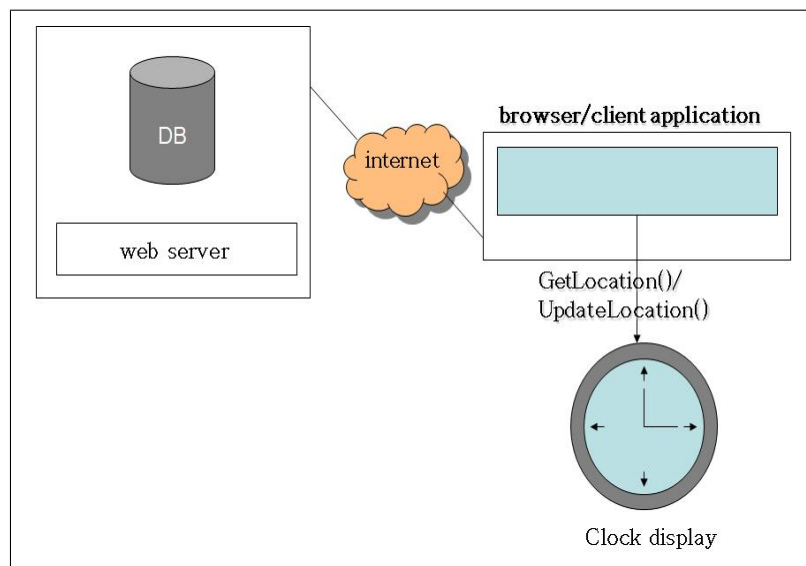 DB
web server
internet
browser/client application
GetLocation()/
UpdateLocation()
Clock display